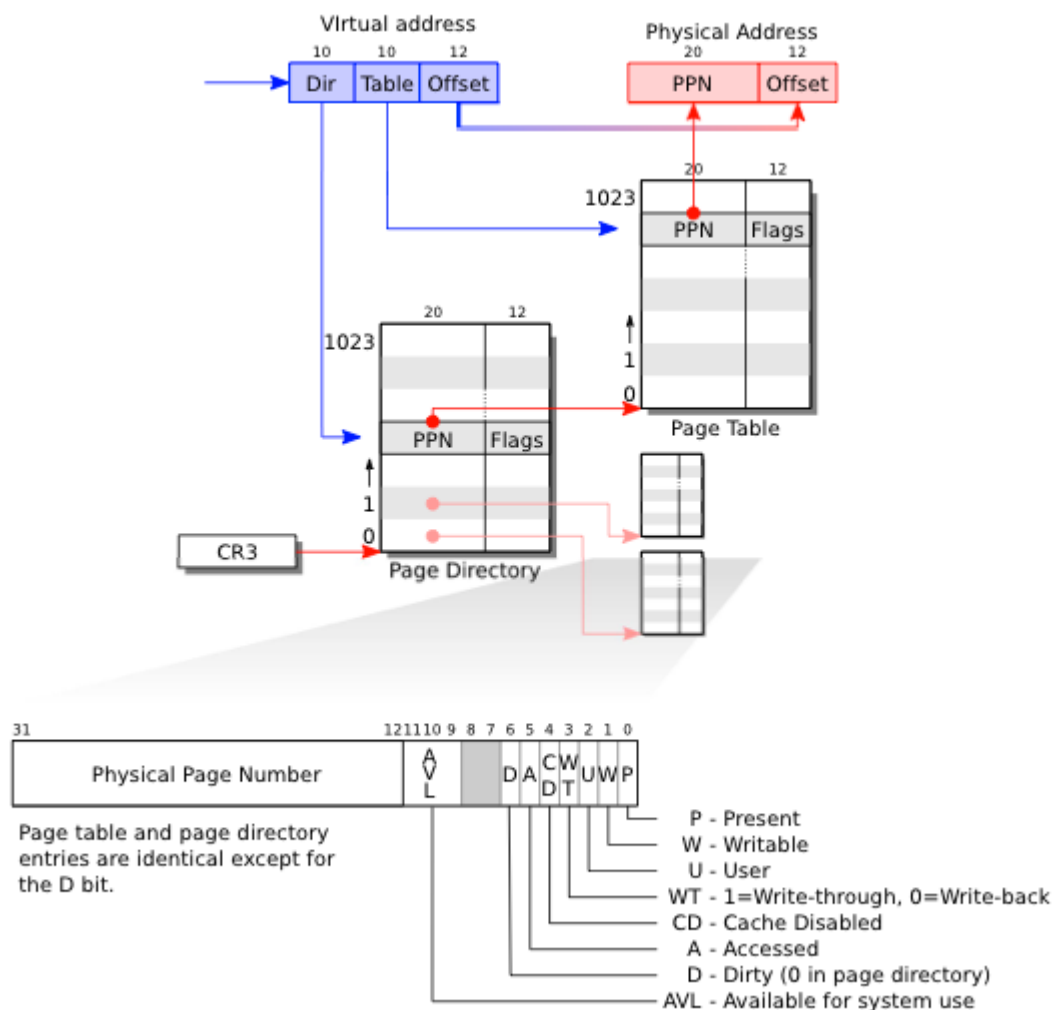 VIrtual address
10 10 12
Dir Table Offset
Physical Address
20 12
PPN Offset
20 12
1023
PPN Flags
1
0
Page Table
20 12
1023
PPN Flags
1
0
CR3
Page Directory
31 12 11 10 9 8 7 6 5 4 3 2 1 0
Physical Page Number
AVL
D A CD WT U W P
Page table and page directory
entries are identical except for
the D bit.
P - Present
W - Writable
U - User
WT - 1=Write-through, 0=Write-back
CD - Cache Disabled
A - Accessed
D - Dirty (0 in page directory)
AVL - Available for system use